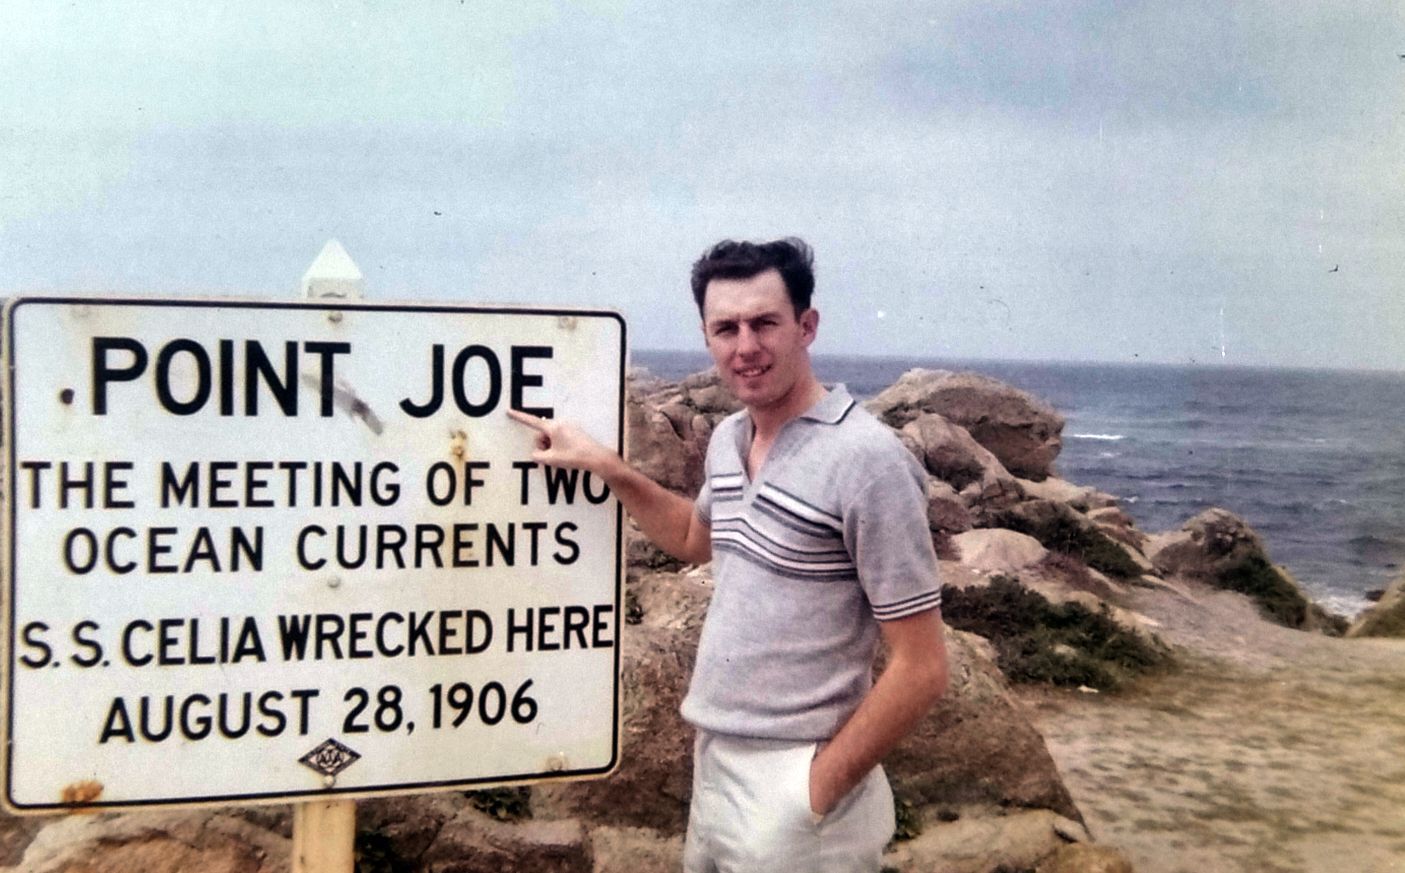 POINT JOE
THE MEETING OF TWO
OCEAN CURRENTS
S.S. CELIA WRECKED HERE
AUGUST 28, 1906